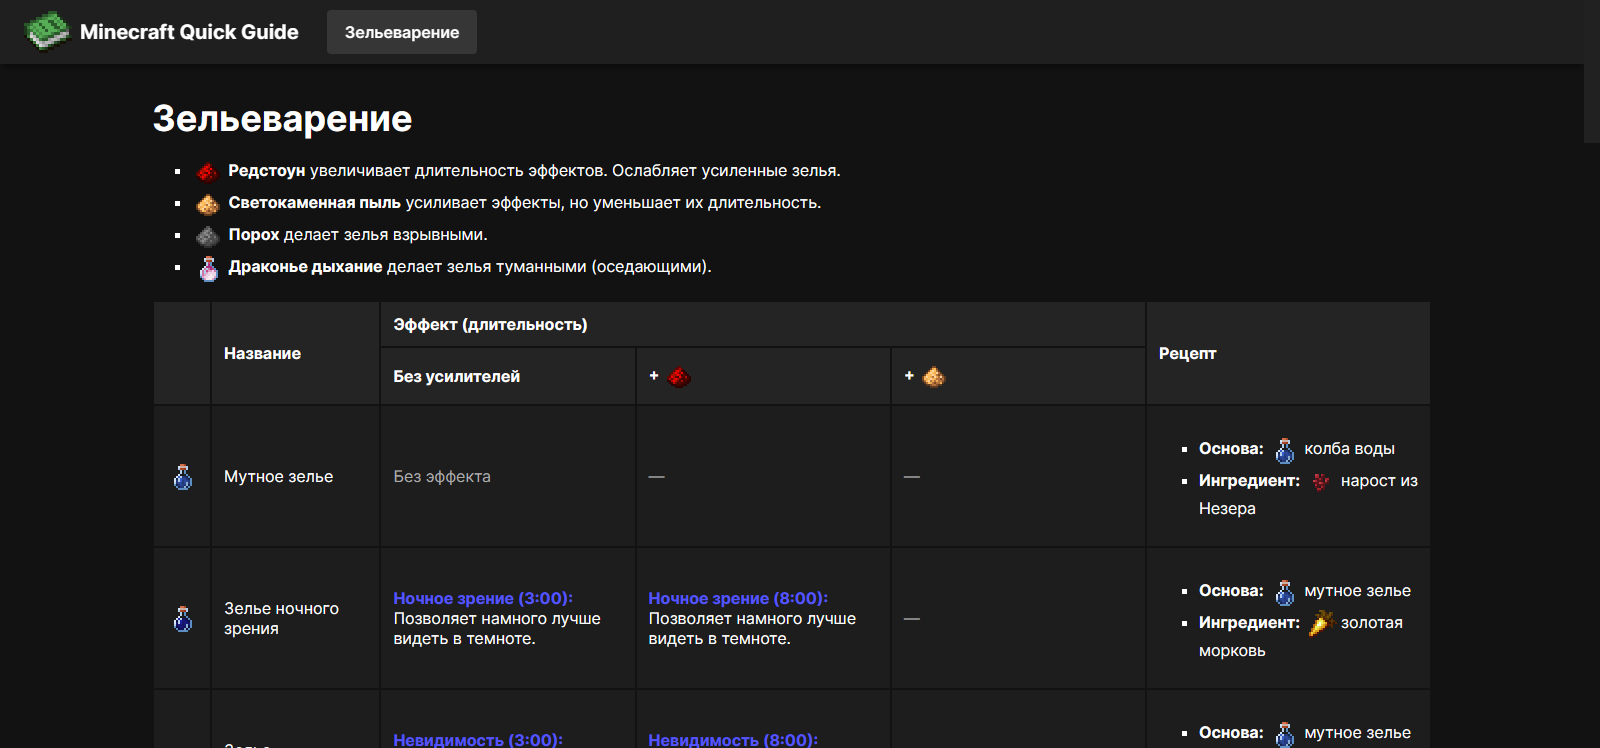 Minecraft Quick Guide
Зельеварение
Зельеварение
Редстоун увеличивает длительность эффектов. Ослабляет усиленные зелья.
Светокаменная пыль усиливает эффекты, но уменьшает их длительность.
Порох делает зелья взрывными.
Драконье дыхание делает зелья туманными (оседающими).
Название
Эффект (длительность)
Рецепт
Без усилителей
+
+
Мутное зелье
Без эффекта
—
—
Основа: колба воды
Ингредиент: нарост из
Незера
Зелье ночного
зрения
Ночное зрение (3:00):
Позволяет намного лучше
видеть в темноте.
Ночное зрение (8:00):
Позволяет намного лучше
видеть в темноте.
—
Основа: мутное зелье
Ингредиент: золотая
морковь
Зелье
Невидимость (3:00):
Невидимость (8:00):
Основа: мутное зелье